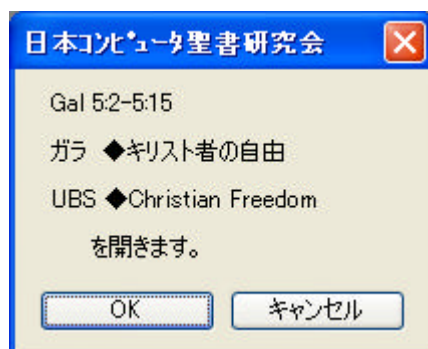 日本ｺﾝﾋﾟｭｰﾀ聖書研究会
Gal 5:2-5:15
ガラ ◆キリスト者の自由
UBS ◆Christian Freedom
を開きます。
OK キャンセル